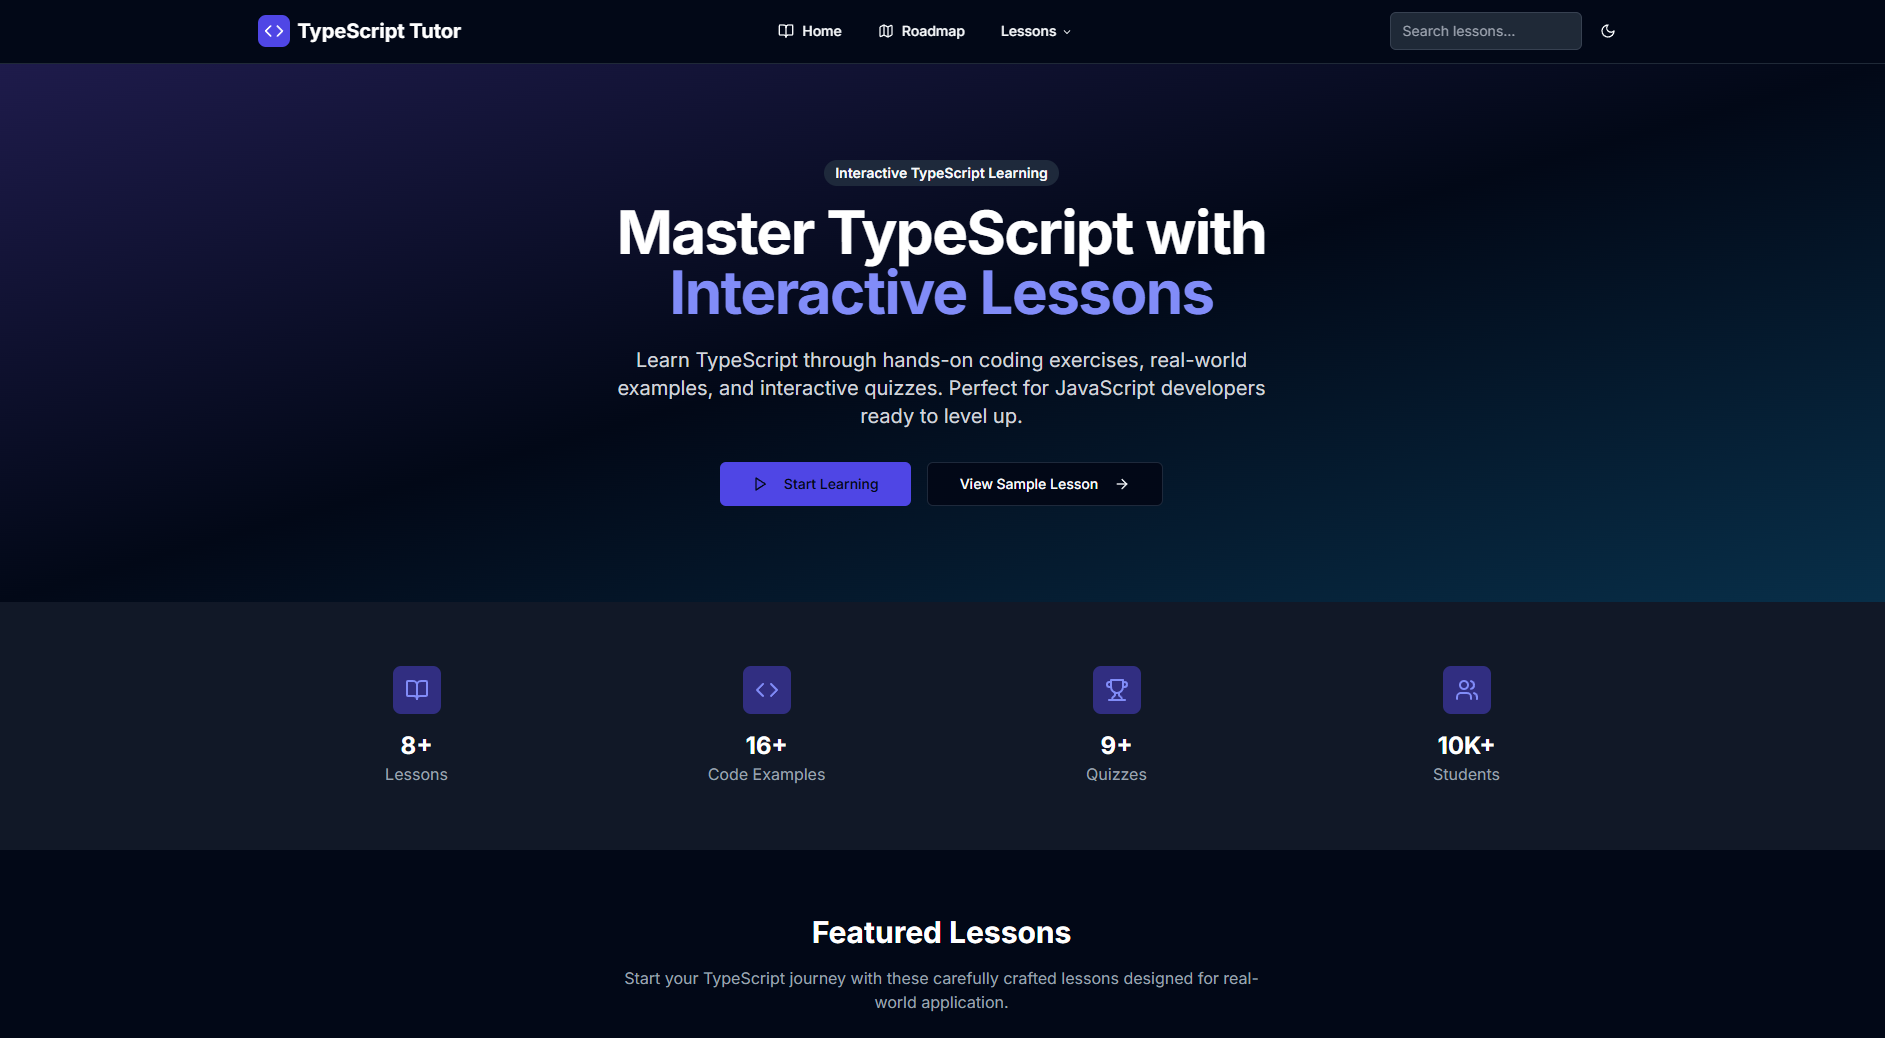 TypeScript Tutor
Home
Roadmap
Lessons
Search lessons...
Interactive TypeScript Learning
Master TypeScript with
Interactive Lessons
Learn TypeScript through hands-on coding exercises, real-world
examples, and interactive quizzes. Perfect for JavaScript developers
ready to level up.
Start Learning
View Sample Lesson
8+
Lessons
16+
Code Examples
9+
Quizzes
10K+
Students
Featured Lessons
Start your TypeScript journey with these carefully crafted lessons designed for real-
world application.